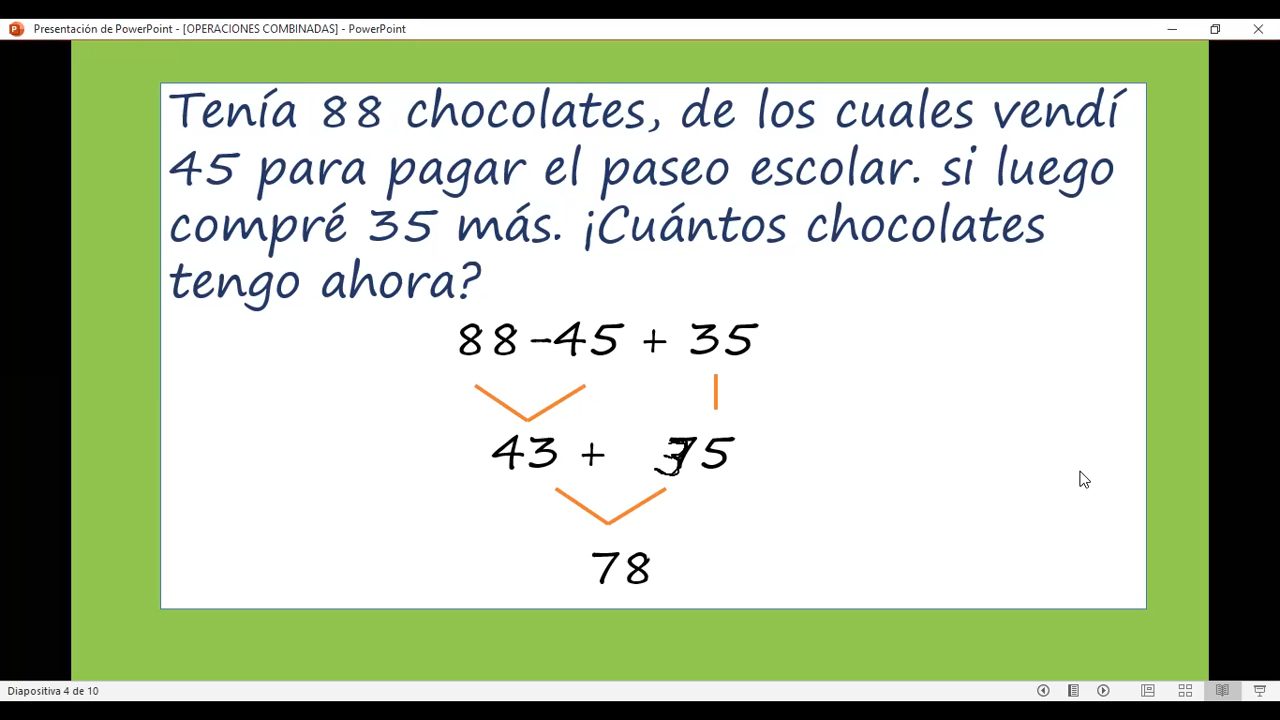 Presentación de PowerPoint - [OPERACIONES COMBINADAS] - PowerPoint
Tenía 88 chocolates, de los cuales vendí
45 para pagar el paseo escolar. si luego
compré 35 más. ¡Cuántos chocolates
tengo ahora?
88-45 + 35
43 + 35
78
Diapositiva 4 de 10